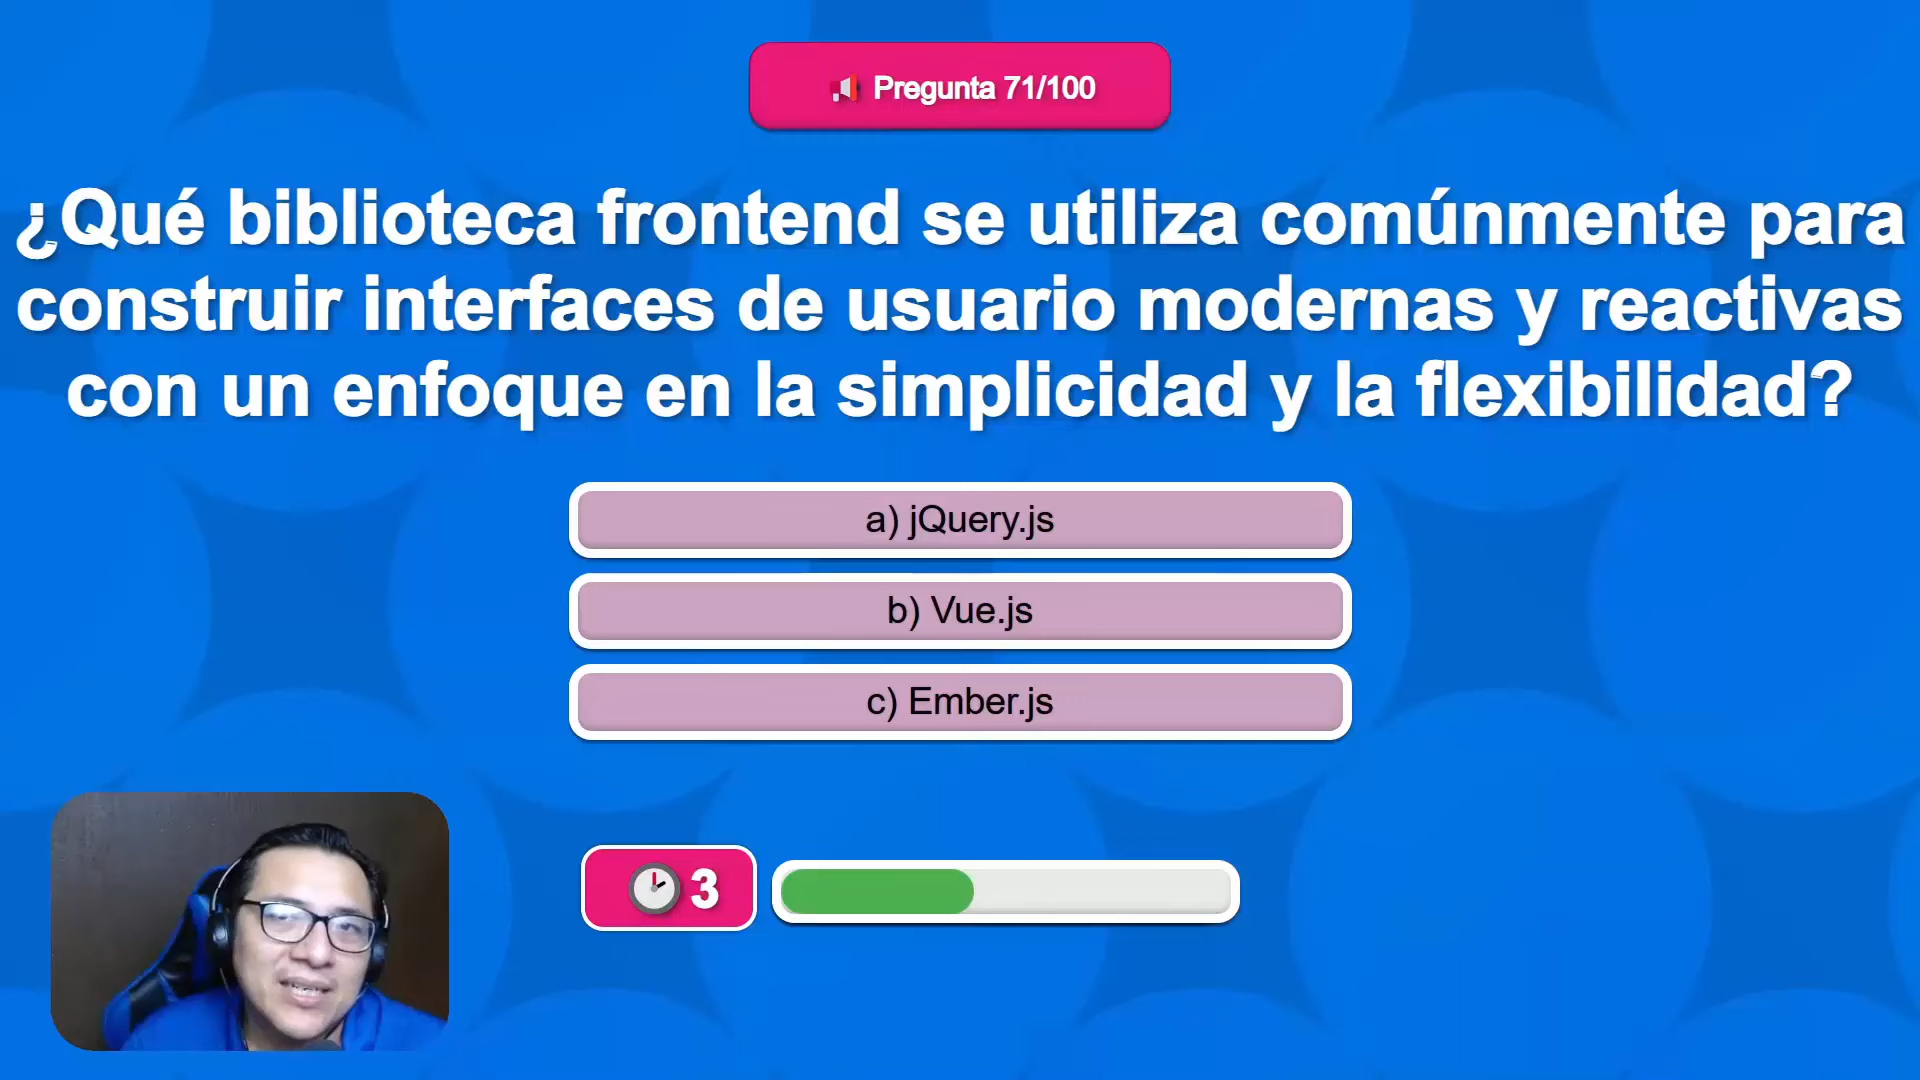 Pregunta 71/100
¿Qué biblioteca frontend se utiliza comúnmente para
construir interfaces de usuario modernas y reactivas
con un enfoque en la simplicidad y la flexibilidad?
a) jQuery.js
b) Vue.js
c) Ember.js
3